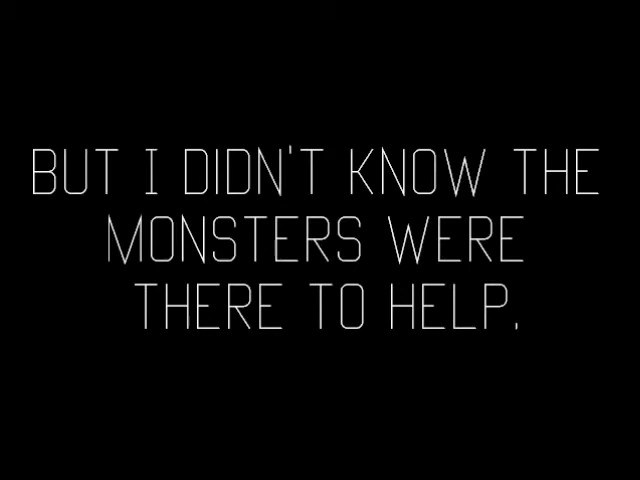 BUT I DIDN'T KNOW THE
MONSTERS WERE
THERE TO HELP.